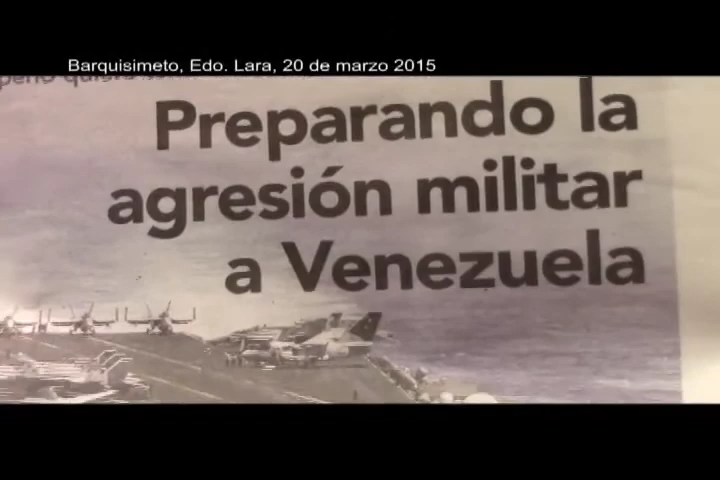 Barquisimeto, Edo. Lara, 20 de marzo 2015
Preparando la
agresión militar
a Venezuela